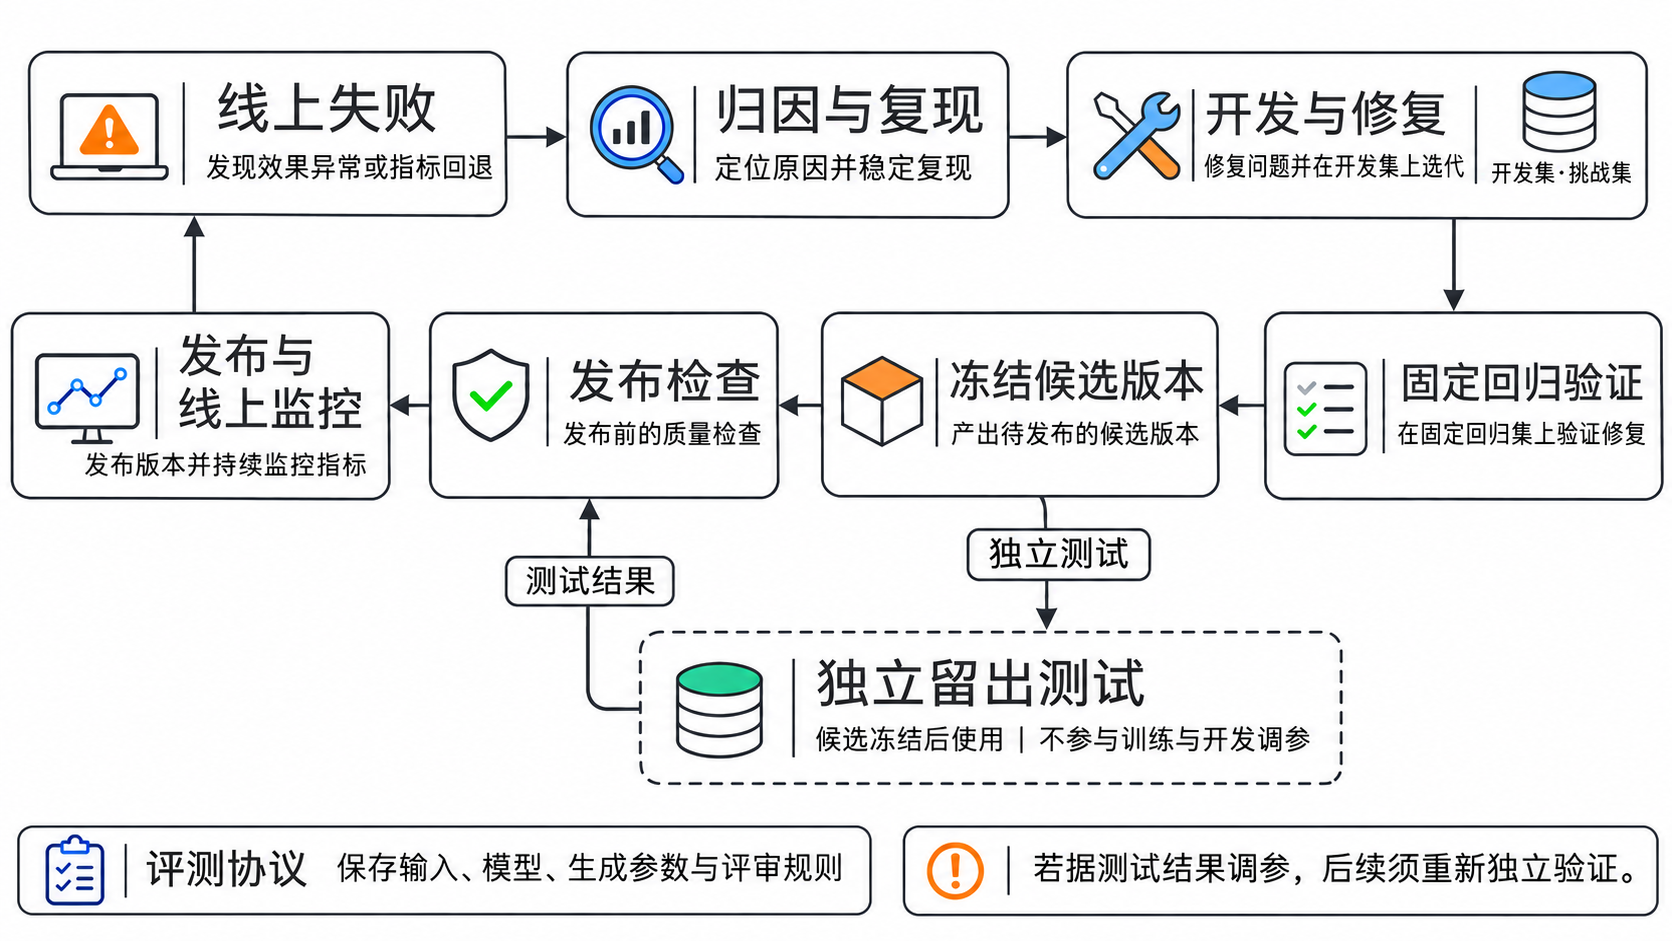 线上失败
发现效果异常或指标回退
归因与复现
定位原因并稳定复现
开发与修复
修复问题并在开发集上选代
开发集·挑战集
发布与
线上监控
发布版本并持续监控指标
发布检查
发布前的质量检查
冻结候选版本
产出待发布的候选版本
固定回归验证
在固定回归集上验证修复
测试结果
独立测试
独立留出测试
候选冻结后使用｜不参与训练与开发调参
评测协议 保存输入、模型、生成参数与评审规则
若据测试结果调参，后续须重新独立验证。